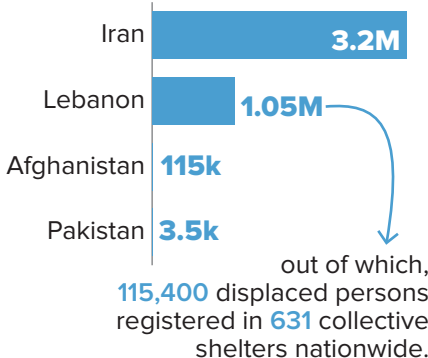 Iran 3.2M
Lebanon 1.05M
Afghanistan 115k
Pakistan 3.5k
out of which,
115,400 displaced persons
registered in 631 collective
shelters nationwide.